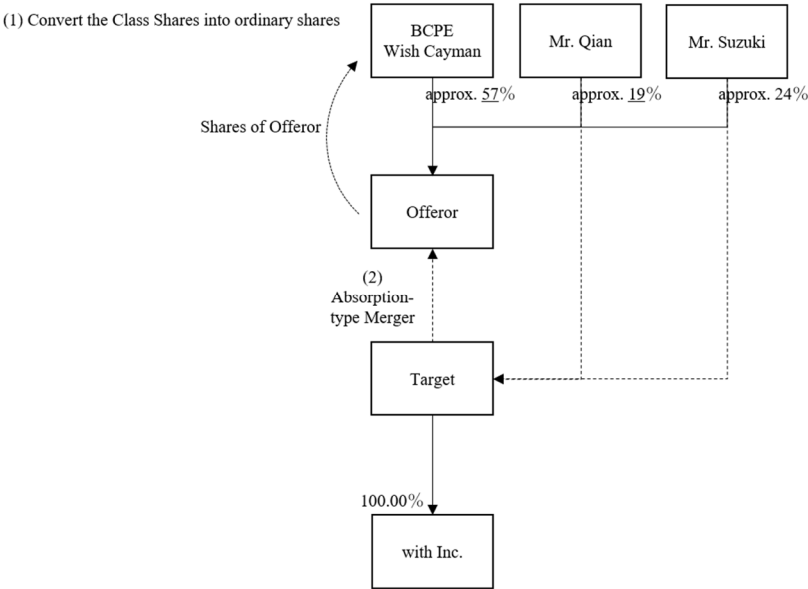 (1) Convert the Class Shares into ordinary shares
BCPE
Wish Cayman
Mr. Qian
Mr. Suzuki
approx. 57%
approx. 19%
approx. 24%
Shares of Offeror
Offeror
(2)
Absorption-
type Merger
Target
100.00%
with Inc.